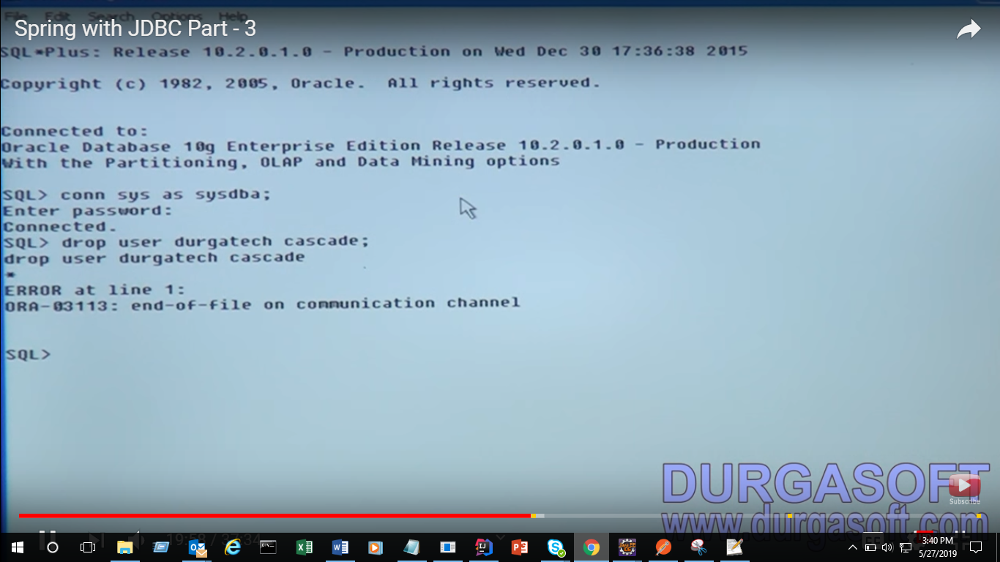 File Edit Search Options Help
Spring with JDBC Part - 3
SQL*Plus: Release 10.2.0.1.0 - Production on Wed Dec 30 17:36:38 2015
Copyright (c) 1982, 2005, Oracle.  All rights reserved.
Connected to:
Oracle Database 10g Enterprise Edition Release 10.2.0.1.0 - Production
With the Partitioning, OLAP and Data Mining options
SQL> conn sys as sysdba;
Enter password:
Connected.
SQL> drop user durgatech cascade;
drop user durgatech cascade
*
ERROR at line 1:
ORA-03113: end-of-file on communication channel
SQL>
DURGASOFT
Subscribe
www.durgasoft.com
19:58 / 37:34
CC
3:40 PM
5/27/2019